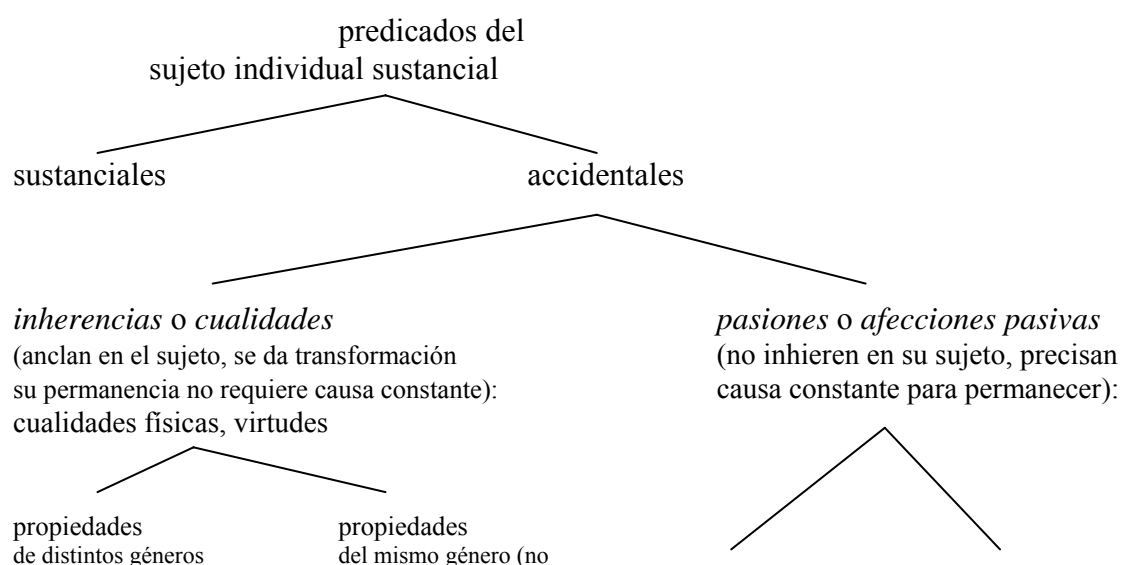 predicados del
sujeto individual sustancial
sustanciales
accidentales
inherencias o cualidades
(anclan en el sujeto, se da transformación
su permanencia no requiere causa constante):
cualidades físicas, virtudes
pasiones o afecciones pasivas
(no inhieren en su sujeto, precisan
causa constante para permanecer):
propiedades
de distintos géneros
propiedades
del mismo género (no